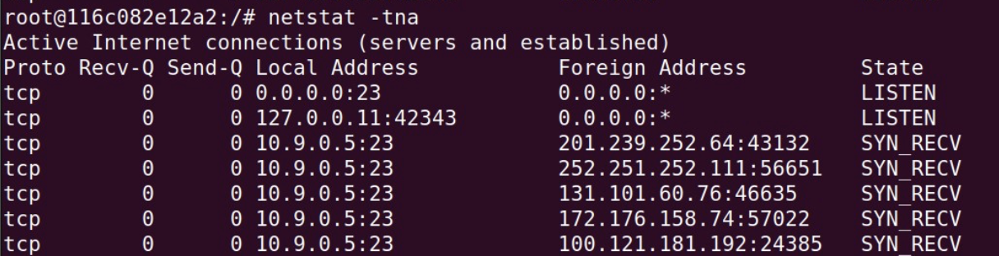 root@116c082e12a2:/# netstat -tna
Active Internet connections (servers and established)
Proto Recv-Q Send-Q Local Address           Foreign Address         State
tcp        0      0 0.0.0.0:23              0.0.0.0:*               LISTEN
tcp        0      0 127.0.0.11:42343        0.0.0.0:*               LISTEN
tcp        0      0 10.9.0.5:23             201.239.252.64:43132    SYN_RECV
tcp        0      0 10.9.0.5:23             252.251.252.111:56651   SYN_RECV
tcp        0      0 10.9.0.5:23             131.101.60.76:46635     SYN_RECV
tcp        0      0 10.9.0.5:23             172.176.158.74:57022    SYN_RECV
tcp        0      0 10.9.0.5:23             100.121.181.192:24385   SYN_RECV